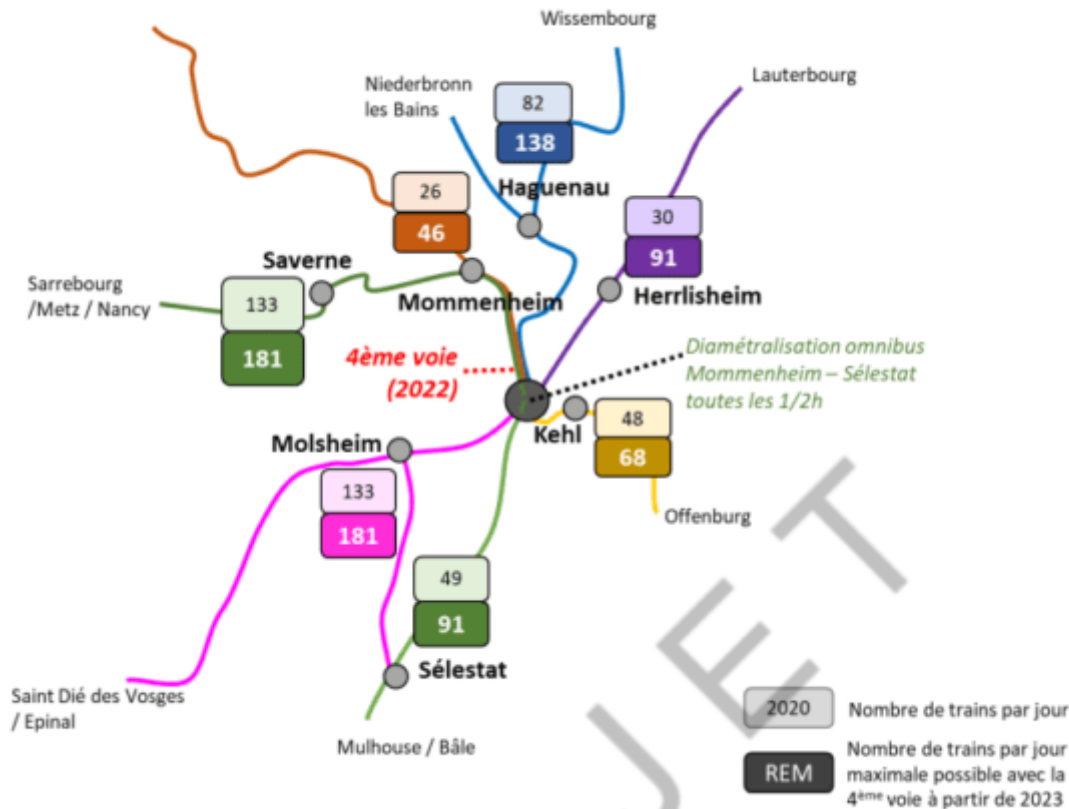 Wissembourg
Niederbronn
les Bains
Lauterbourg
82
138
Haguenau
26
46
30
91
Herrlisheim
Saverne
Mommenheim
Sarrebourg
/Metz / Nancy
133
181
4ème voie
(2022)
Diamétralisation omnibus
Mommenheim – Sélestat
toutes les 1/2h
Kehl
48
68
Offenburg
Molsheim
133
181
49
91
Sélestat
Saint Dié des Vosges
/ Epinal
Mulhouse / Bâle
2020
Nombre de trains par jour
REM
Nombre de trains par jour
maximale possible avec la
4ème voie à partir de 2023
JET